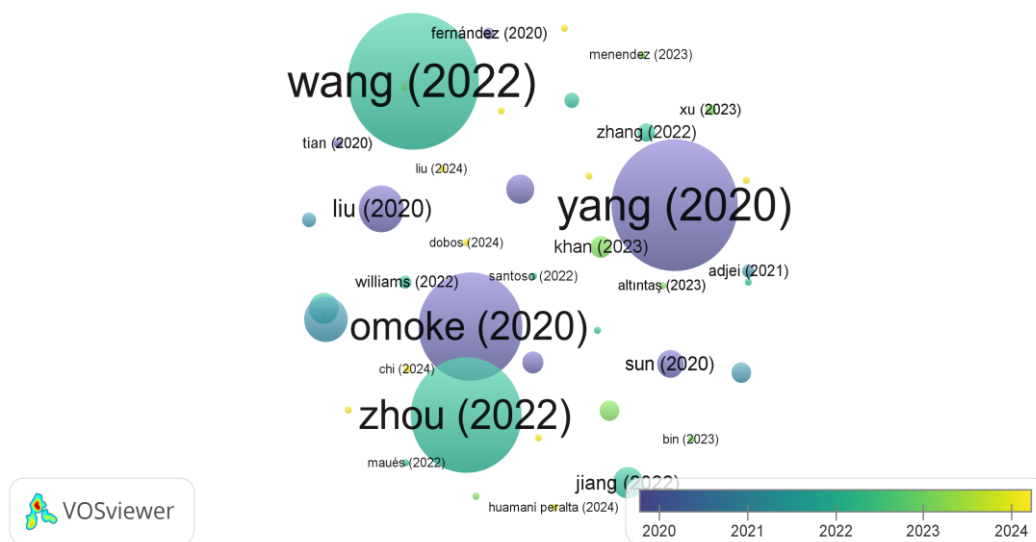 fernández (2020)
menendez (2023)
wang (2022)
xu (2023)
zhang (2022)
tian (2020)
liu (2024)
yang (2020)
liu (2020)
dobos (2024)
khan (2023)
adjei (2021)
santoso (2022)
williams (2022)
altıntaş (2023)
omoke (2020)
sun (2020)
chi (2024)
zhou (2022)
bin (2023)
maués (2022)
jiang (2022)
huamaní peralta (2024)
VOSviewer
2020 2021 2022 2023 2024